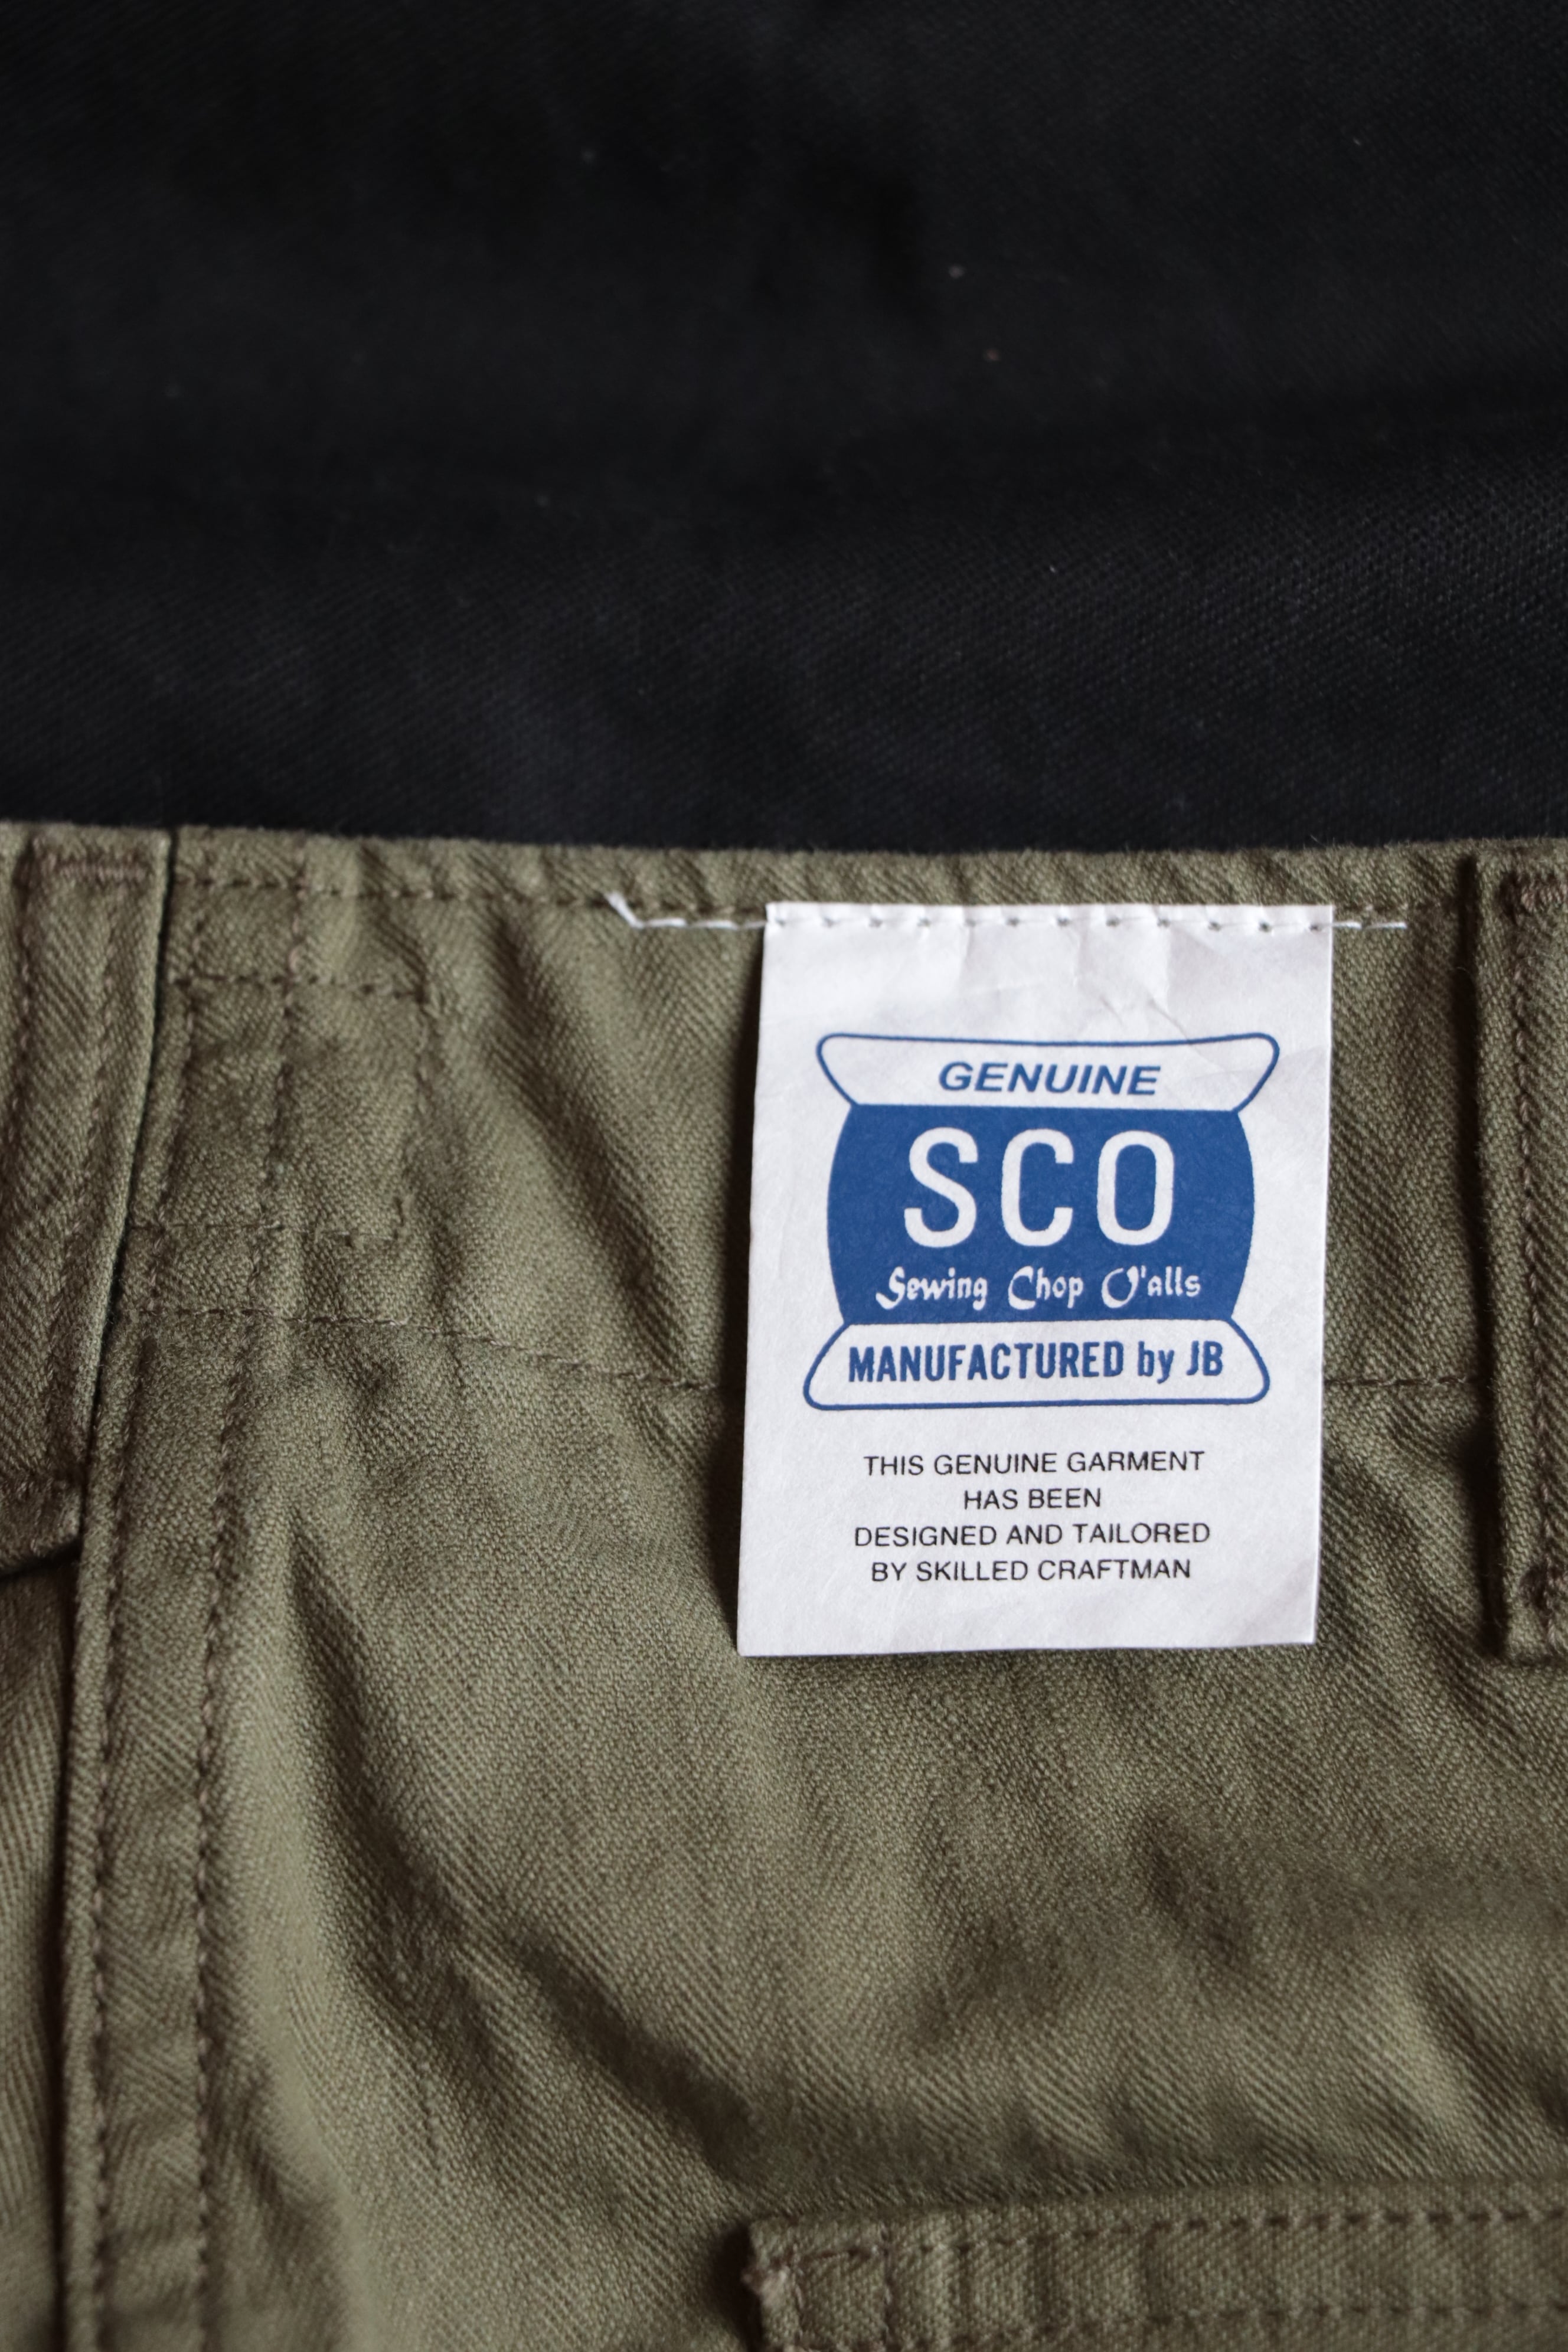 GENUINE
SCO
Sewing Chop O'alls
MANUFACTURED by JB
THIS GENUINE GARMENT
HAS BEEN
DESIGNED AND TAILORED
BY SKILLED CRAFTMAN